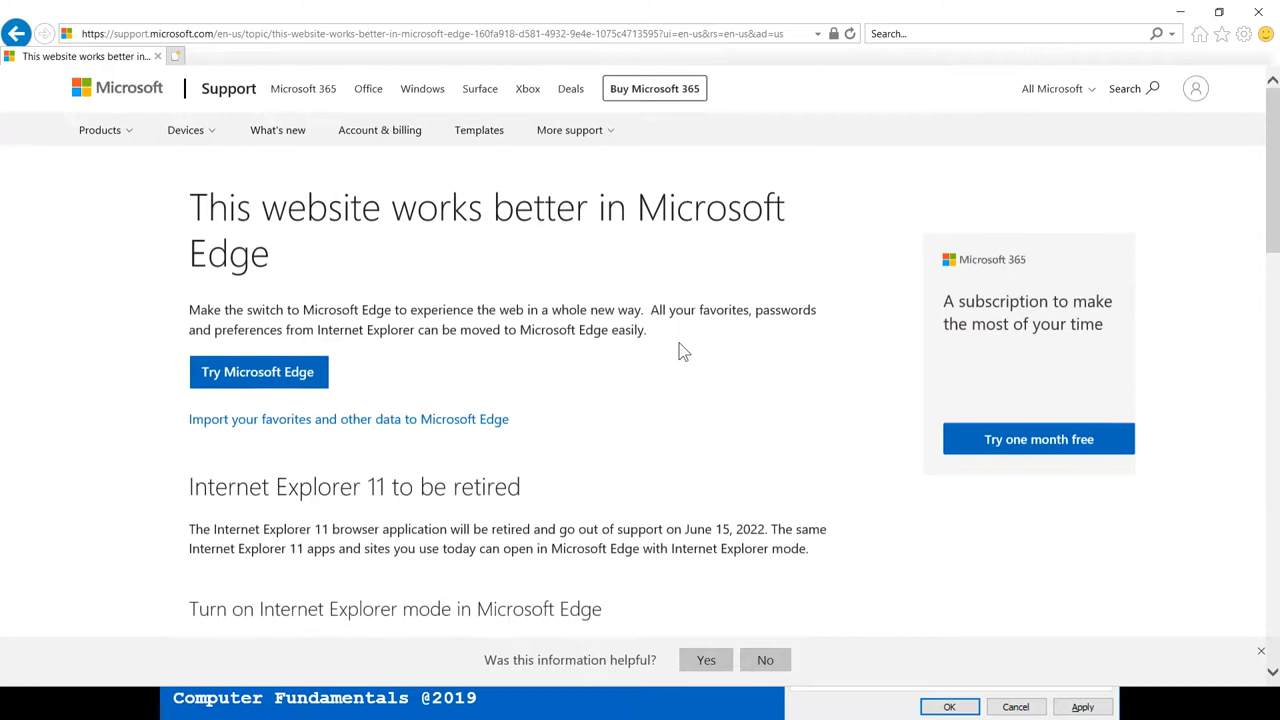 https://support.microsoft.com/en-us/topic/this-website-works-better-in-microsoft-edge-160fa918-d581-4932-9e4e-1075c4713595?ui=en-us&rs=en-us&ad=us
Search...
This website works better in...
Microsoft
Support
Microsoft 365
Office
Windows
Surface
Xbox
Deals
Buy Microsoft 365
All Microsoft
Search
Products
Devices
What's new
Account & billing
Templates
More support
This website works better in Microsoft
Edge
Make the switch to Microsoft Edge to experience the web in a whole new way. All your favorites, passwords
and preferences from Internet Explorer can be moved to Microsoft Edge easily.
Try Microsoft Edge
Import your favorites and other data to Microsoft Edge
Microsoft 365
A subscription to make
the most of your time
Try one month free
Internet Explorer 11 to be retired
The Internet Explorer 11 browser application will be retired and go out of support on June 15, 2022. The same
Internet Explorer 11 apps and sites you use today can open in Microsoft Edge with Internet Explorer mode.
Turn on Internet Explorer mode in Microsoft Edge
Was this information helpful?
Yes
No
Computer Fundamentals @2019
OK
Cancel
Apply